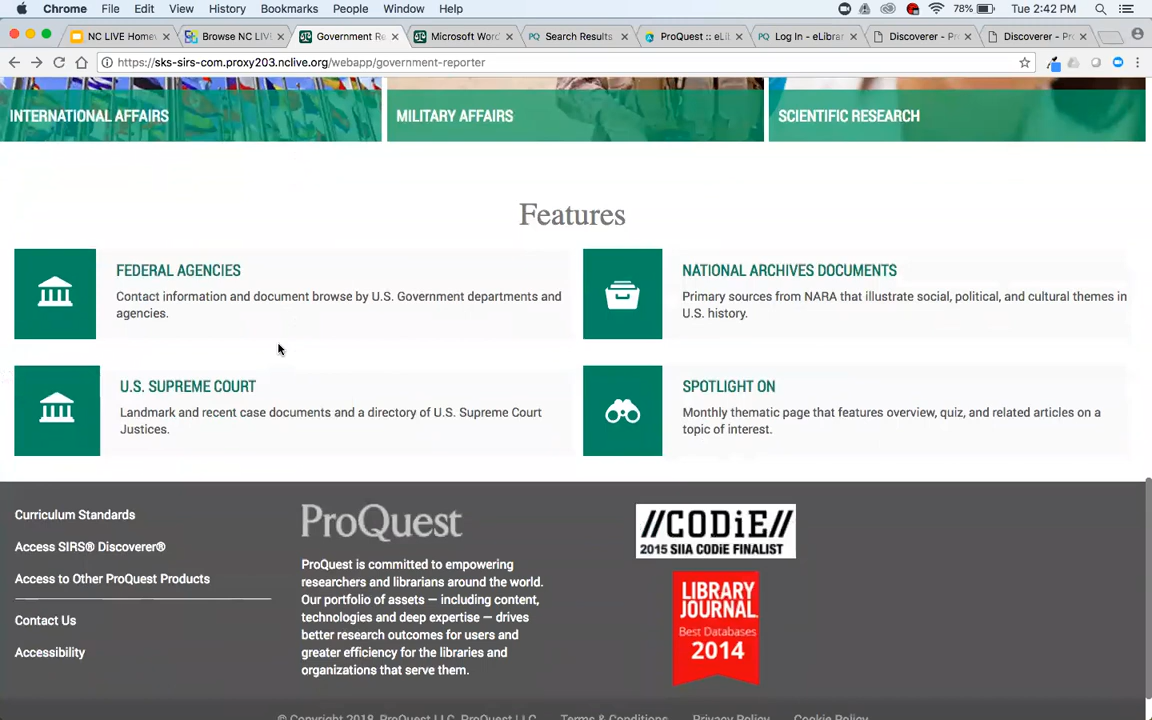 Chrome File Edit View History Bookmarks People Window Help 78% Tue 2:42 PM
NC LIVE Home Browse NC LIVE Government Re Microsoft Word Search Results ProQuest :: eLi Log In - eLibrar Discoverer - Pro Discoverer - Pro
https://sks-sirs-com.proxy203.nclive.org/webapp/government-reporter
INTERNATIONAL AFFAIRS MILITARY AFFAIRS SCIENTIFIC RESEARCH
Features
FEDERAL AGENCIES
Contact information and document browse by U.S. Government departments and
agencies.
NATIONAL ARCHIVES DOCUMENTS
Primary sources from NARA that illustrate social, political, and cultural themes in
U.S. history.
U.S. SUPREME COURT
Landmark and recent case documents and a directory of U.S. Supreme Court
Justices.
SPOTLIGHT ON
Monthly thematic page that features overview, quiz, and related articles on a
topic of interest.
Curriculum Standards
Access SIRS® Discoverer®
Access to Other ProQuest Products
Contact Us
Accessibility
ProQuest
ProQuest is committed to empowering
researchers and librarians around the world.
Our portfolio of assets — including content,
technologies and deep expertise — drives
better research outcomes for users and
greater efficiency for the libraries and
organizations that serve them.
//CODiE//
2015 SIIA CODiE FINALIST
LIBRARY
JOURNAL
Best Databases
2014
© Copyright 2018 ProQuest LLC. ProQuest LLC Terms & Conditions Privacy Policy Cookie Policy